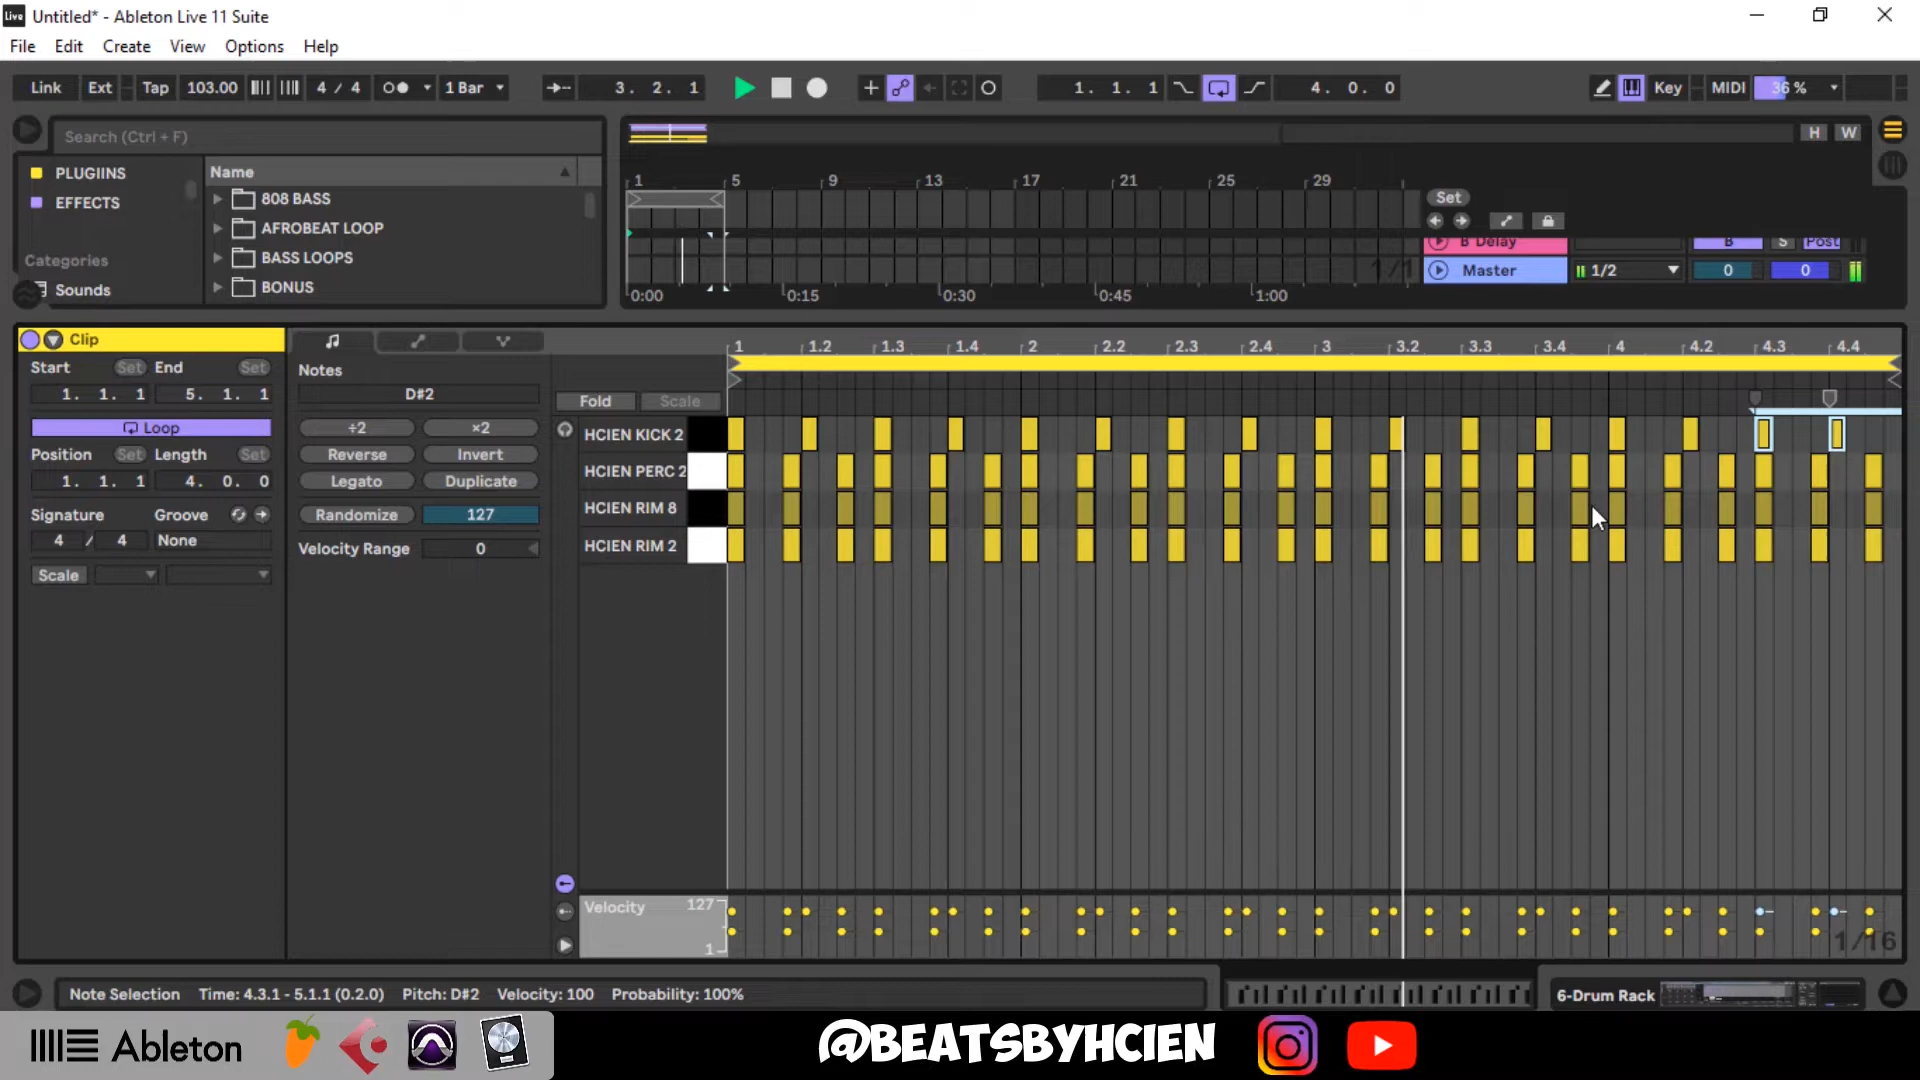 Live Untitled* - Ableton Live 11 Suite
File Edit Create View Options Help
Link Ext Tap 103.00 4 / 4 1 Bar 3. 2. 1 1. 1. 1 4. 0. 0 Key MIDI 36 %
Search (Ctrl + F) H W
PLUGIINS Name
EFFECTS 808 BASS
AFROBEAT LOOP
Categories BASS LOOPS
Sounds BONUS
1 5 9 13 17 21 25 29
Set
B Delay B S Post
1/1 Master 1/2 0 0
0:00 0:15 0:30 0:45 1:00
Clip
Start Set End Set
1. 1. 1 5. 1. 1
Loop
Position Set Length Set
1. 1. 1 4. 0. 0
Signature Groove
4 / 4 None
Scale
Notes
D#2
÷2 ×2
Reverse Invert
Legato Duplicate
Randomize 127
Velocity Range 0
1 1.2 1.3 1.4 2 2.2 2.3 2.4 3 3.2 3.3 3.4 4 4.2 4.3 4.4
Fold Scale
HCIEN KICK 2
HCIEN PERC 2
HCIEN RIM 8
HCIEN RIM 2
Velocity 127
1
1/16
Note Selection Time: 4.3.1 - 5.1.1 (0.2.0) Pitch: D#2 Velocity: 100 Probability: 100%
6-Drum Rack
Ableton @BEATSBYHCIEN